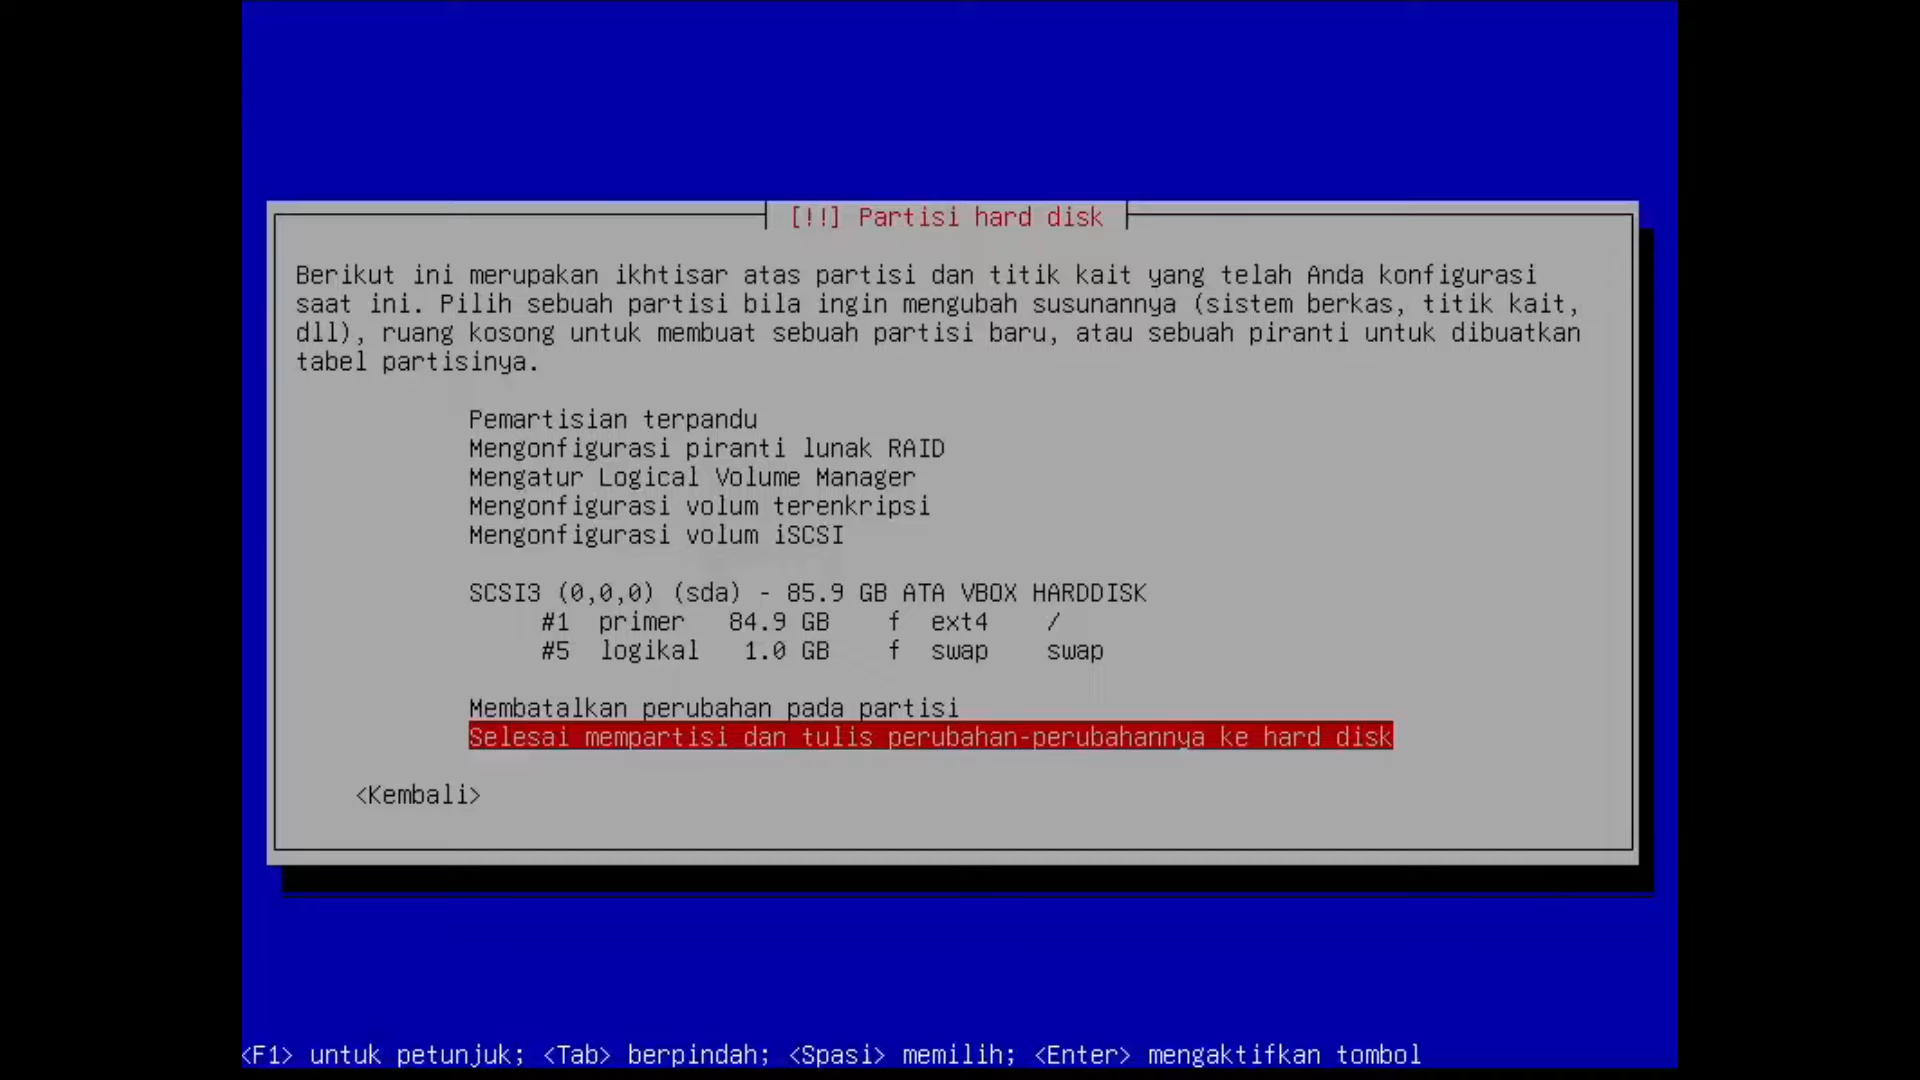 [!!] Partisi hard disk
Berikut ini merupakan ikhtisar atas partisi dan titik kait yang telah Anda konfigurasi
saat ini. Pilih sebuah partisi bila ingin mengubah susunannya (sistem berkas, titik kait,
dll), ruang kosong untuk membuat sebuah partisi baru, atau sebuah piranti untuk dibuatkan
tabel partisinya.
Pemartisian terpandu
Mengonfigurasi piranti lunak RAID
Mengatur Logical Volume Manager
Mengonfigurasi volum terenkripsi
Mengonfigurasi volum iSCSI
SCSI3 (0,0,0) (sda) - 85.9 GB ATA VBOX HARDDISK
#1 primer 84.9 GB f ext4 /
#5 logikal 1.0 GB f swap swap
Membatalkan perubahan pada partisi
Selesai mempartisi dan tulis perubahan-perubahannya ke hard disk
<Kembali>
<F1> untuk petunjuk; <Tab> berpindah; <Spasi> memilih; <Enter> mengaktifkan tombol